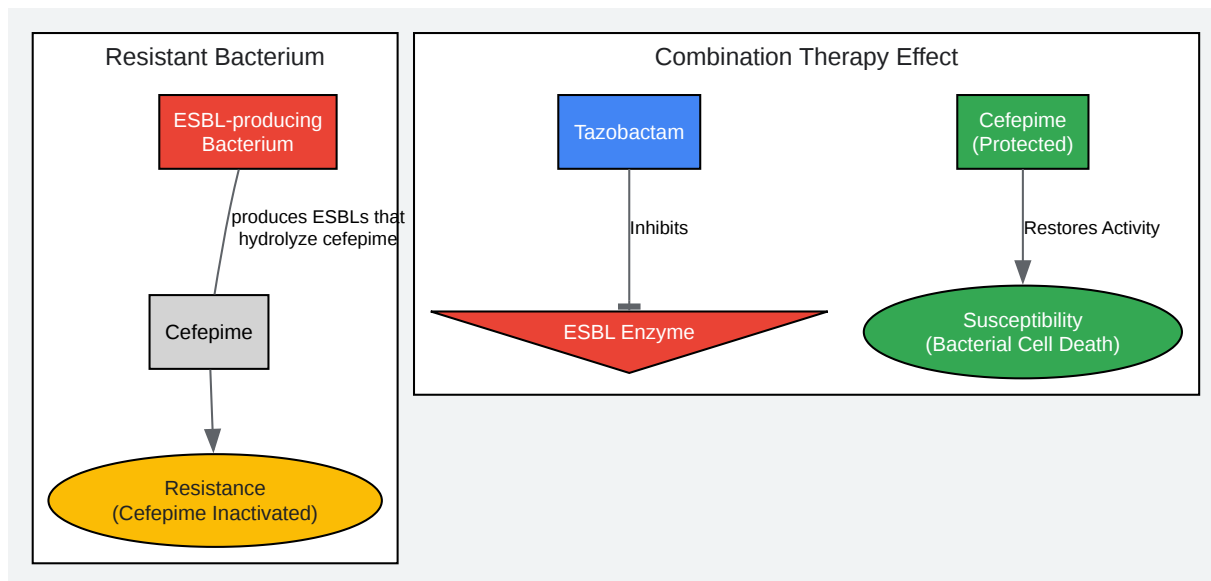 Resistant Bacterium
ESBL-producing
Bacterium
produces ESBLs that
hydrolyze cefepime
Cefepime
Resistance
(Cefepime Inactivated)
Combination Therapy Effect
Tazobactam
Inhibits
ESBL Enzyme
Cefepime
(Protected)
Restores Activity
Susceptibility
(Bacterial Cell Death)